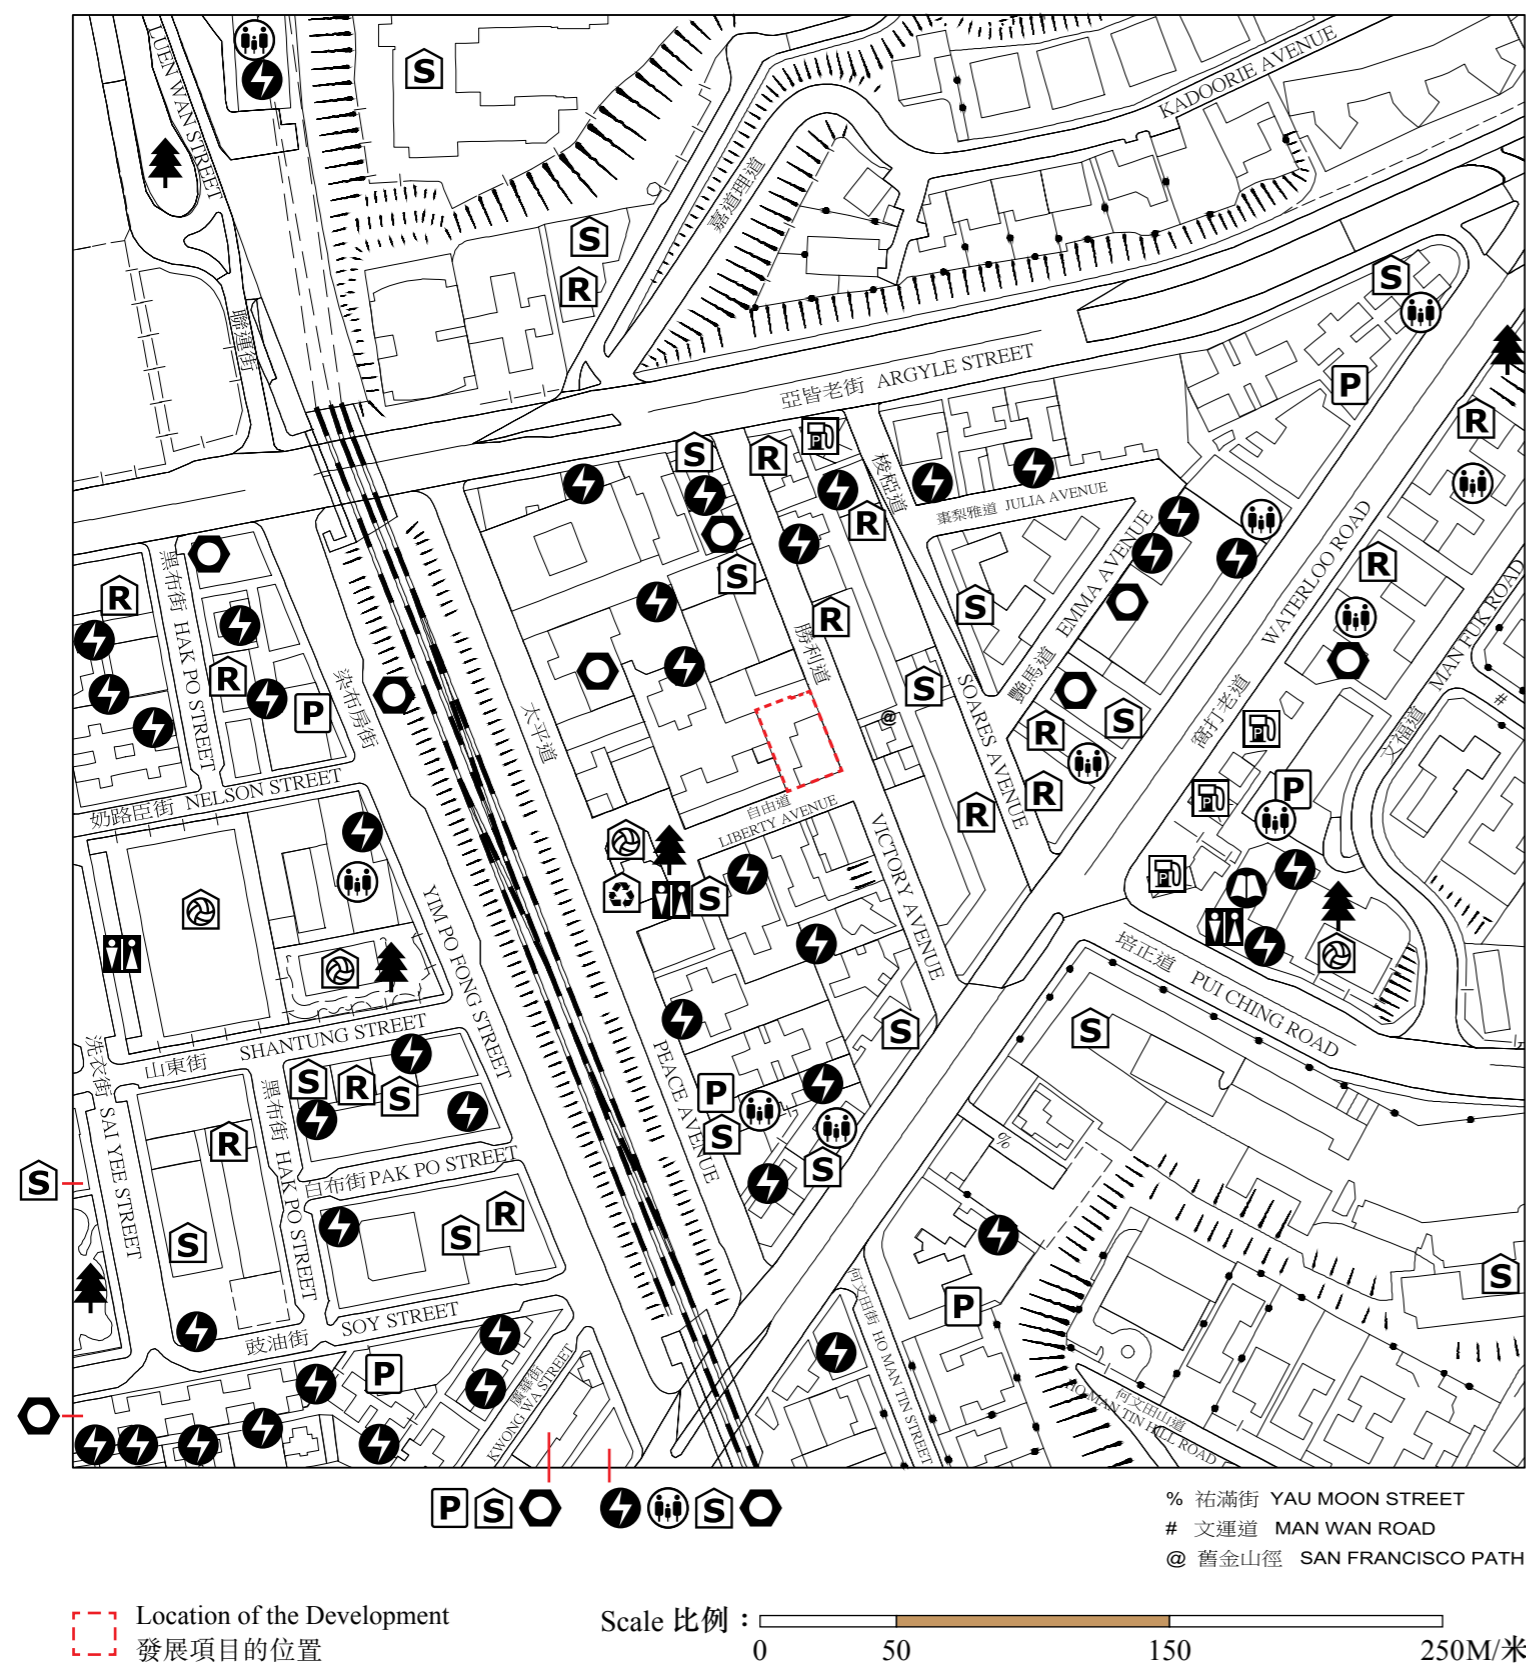 LUEN WAN STREET
聯運街
KADOORIE AVENUE
嘉道理道
亞皆老街 ARGYLE STREET
梭椏道
棗梨雅道 JULIA AVENUE
艷馬道 EMMA AVENUE
SOARES AVENUE
勝利道
VICTORY AVENUE
自由道
LIBERTY AVENUE
太平道
PEACE AVENUE
窩打老道 WATERLOO ROAD
文福道 MAN FUK ROAD
培正道 PUI CHING ROAD
黑布街 HAK PO STREET
染布房街
YIM PO FONG STREET
奶路臣街 NELSON STREET
山東街 SHANTUNG STREET
洗衣街 SAI YEE STREET
黑布街 HAK PO STREET
白布街 PAK PO STREET
豉油街 SOY STREET
廣華街
KWONG WA STREET
何文田街 HO MAN TIN STREET
何文田山道
HO MAN TIN HILL ROAD
S
S
R
S
P
R
R
S
R
R
S
R
S
S
R
S
R
R
R
R
P
@
#
P
S
S
S
P
S
S
%
P
S
S
R
S
R
S
S
R
S
P
P
S
S
% 祐滿街 YAU MOON STREET
# 文運道 MAN WAN ROAD
@ 舊金山徑 SAN FRANCISCO PATH
Location of the Development
發展項目的位置
Scale 比例：
0 50 150 250M/米